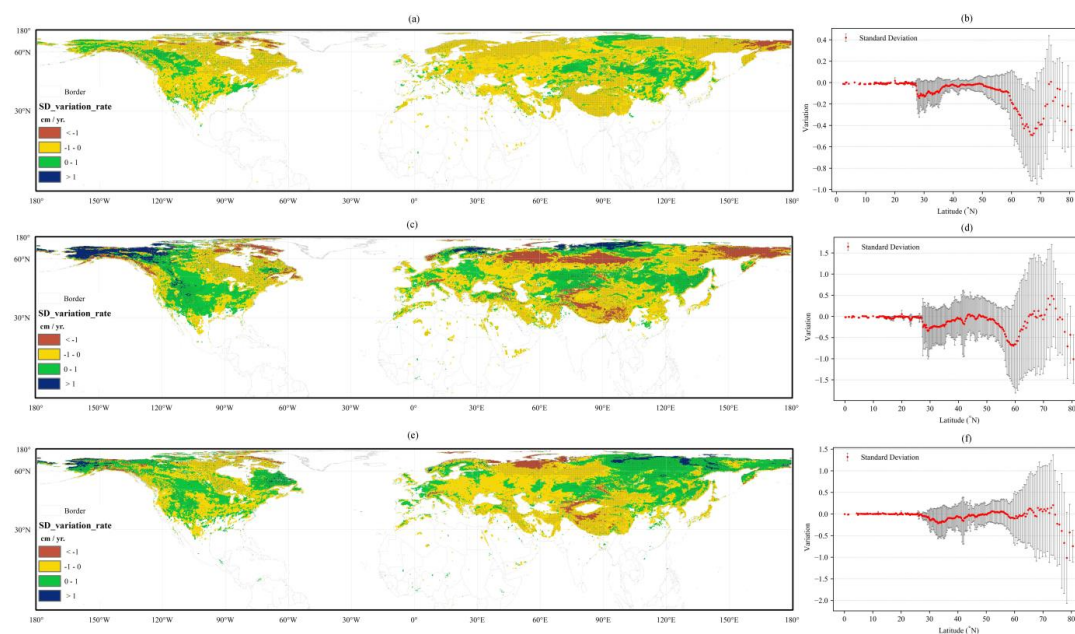 (a)
180°
60°N
30°N
Border
SD_variation_rate
cm / yr.
< -1
-1 - 0
0 - 1
> 1
180° 150°W 120°W 90°W 60°W 30°W 0° 30°E 60°E 90°E 120°E 150°E 180°
(b)
Standard Deviation
0.4
0.2
0.0
−0.2
−0.4
−0.6
−0.8
−1.0
Variation
0 10 20 30 40 50 60 70 80
Latitude (°N)
(c)
180°
60°N
30°N
Border
SD_variation_rate
cm / yr.
< -1
-1 - 0
0 - 1
> 1
180° 150°W 120°W 90°W 60°W 30°W 0° 30°E 60°E 90°E 120°E 150°E 180°
(d)
Standard Deviation
1.5
1.0
0.5
0.0
−0.5
−1.0
−1.5
Variation
0 10 20 30 40 50 60 70 80
Latitude (°N)
(e)
180°
60°N
30°N
Border
SD_variation_rate
cm / yr.
< -1
-1 - 0
0 - 1
> 1
180° 150°W 120°W 90°W 60°W 30°W 0° 30°E 60°E 90°E 120°E 150°E 180°
(f)
Standard Deviation
1.5
1.0
0.5
0.0
−0.5
−1.0
−1.5
−2.0
Variation
0 10 20 30 40 50 60 70 80
Latitude (°N)